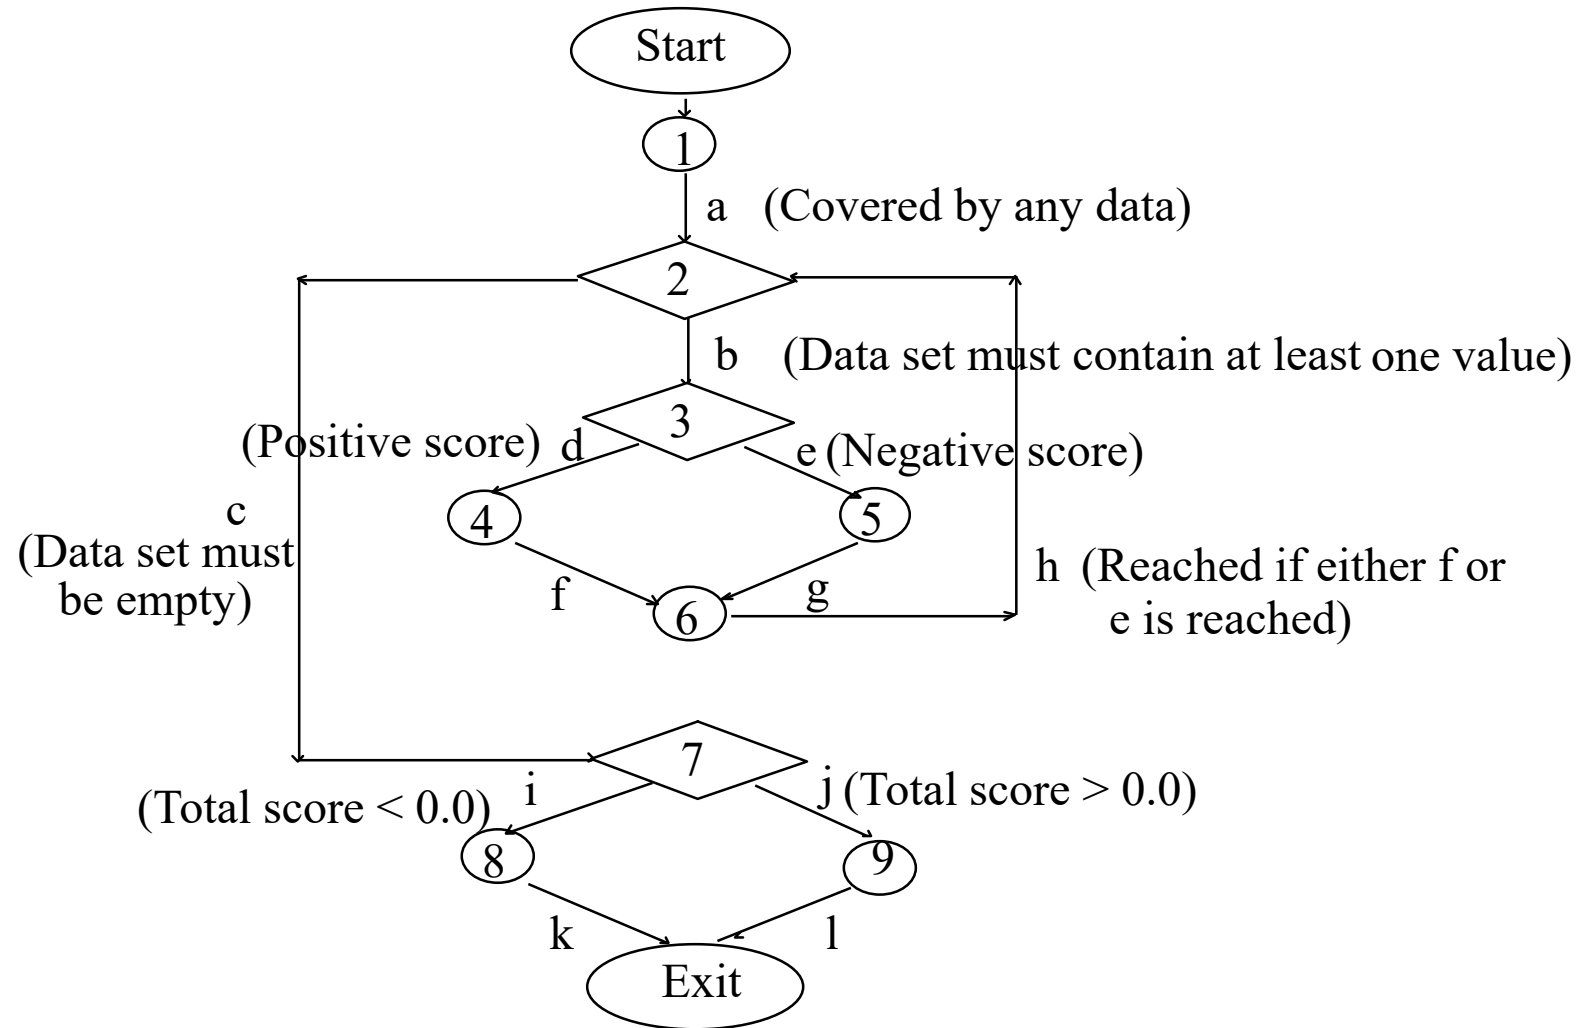 Start
1
a (Covered by any data)
2
b (Data set must contain at least one value)
3
(Positive score) d
e (Negative score)
4
5
c
(Data set must
be empty)
f
g
h (Reached if either f or
e is reached)
6
7
i
j (Total score > 0.0)
(Total score < 0.0)
8
9
k
l
Exit